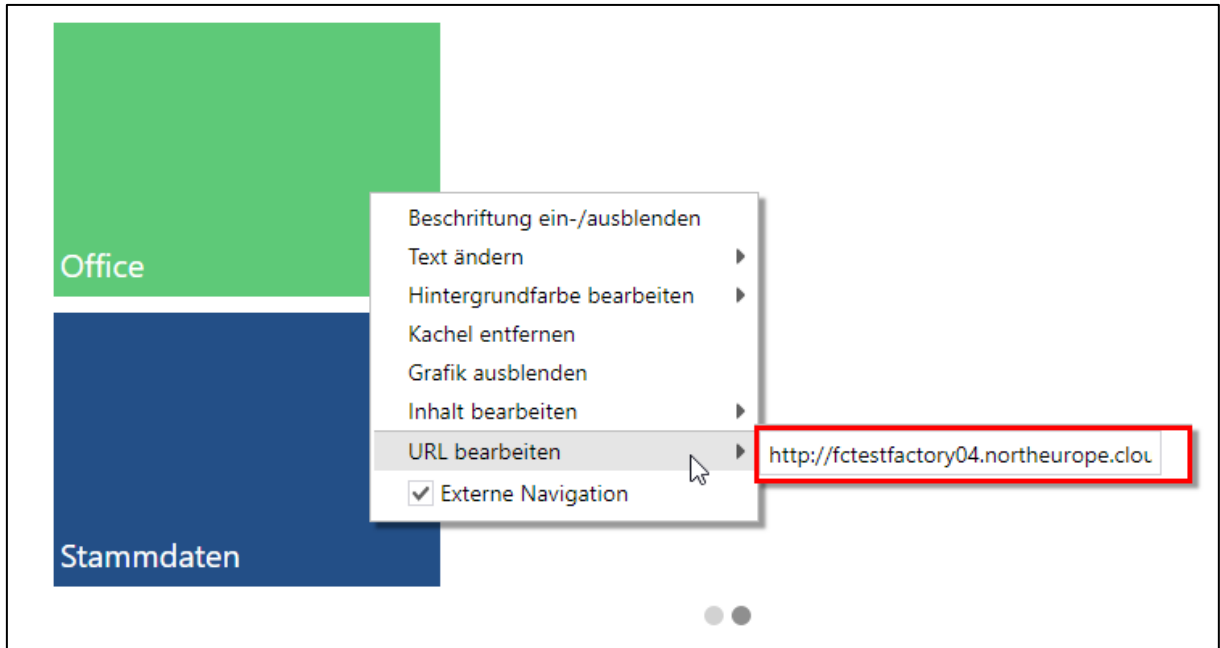 Office
Beschriftung ein-/ausblenden
Text ändern
Hintergrundfarbe bearbeiten
Kachel entfernen
Grafik ausblenden
Inhalt bearbeiten
URL bearbeiten
http://fctestfactory04.northeurope.clou
Externe Navigation
Stammdaten